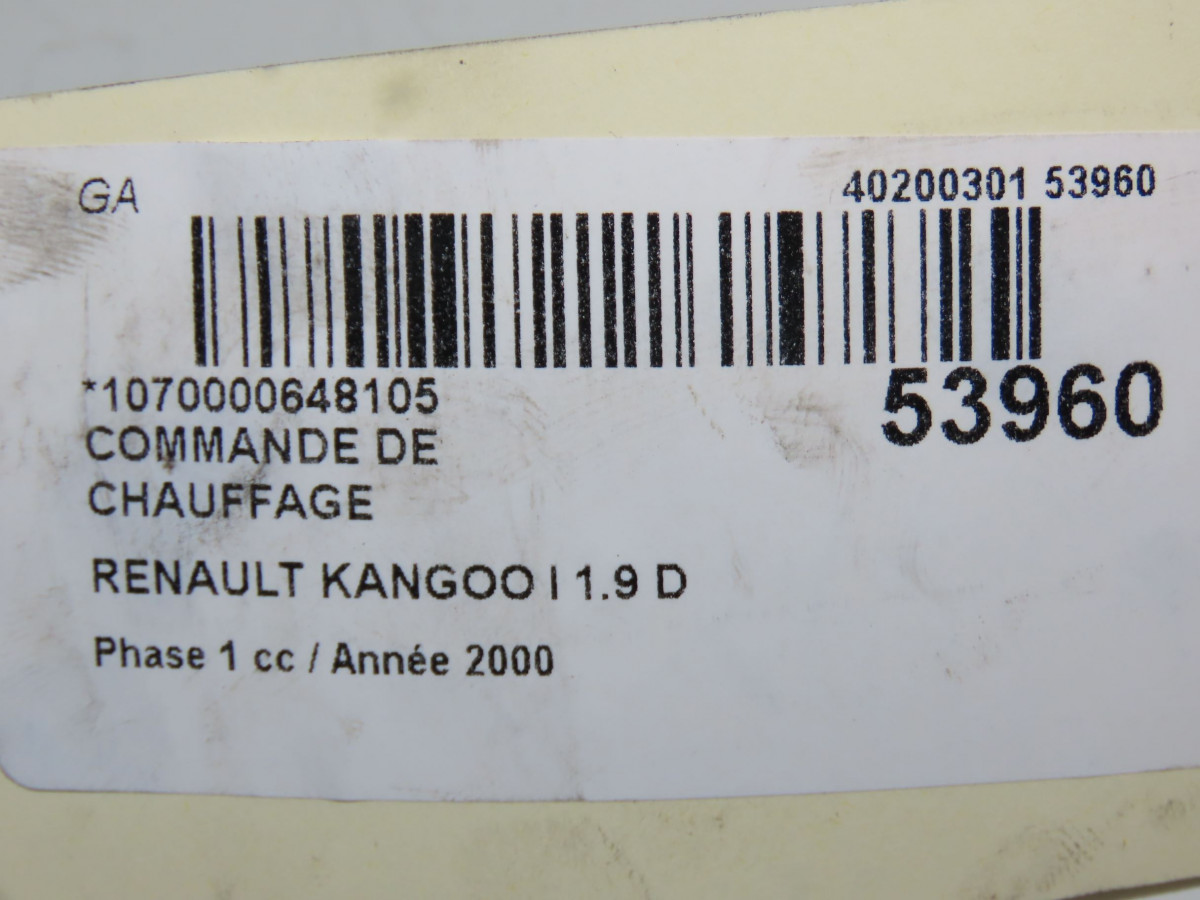 GA
40200301 53960
*1070000648105
53960
COMMANDE DE
CHAUFFAGE
RENAULT KANGOO I 1.9 D
Phase 1 cc / Année 2000